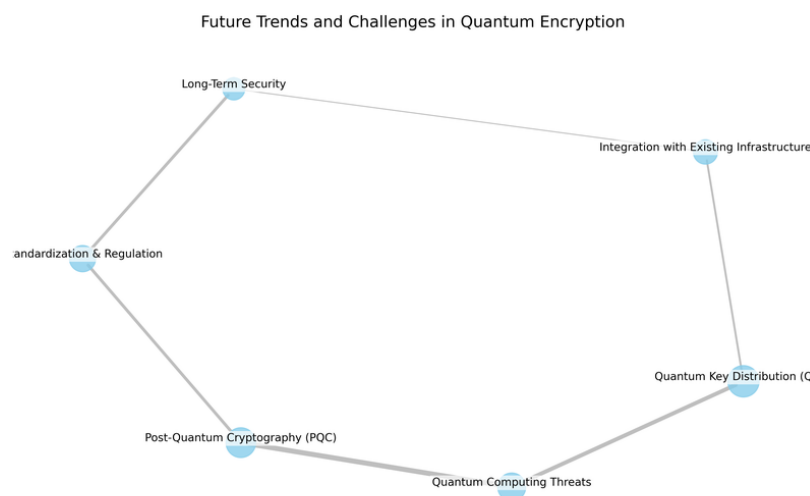 Future Trends and Challenges in Quantum Encryption
Long-Term Security
Integration with Existing Infrastructure
andardization & Regulation
Quantum Key Distribution (Q
Post-Quantum Cryptography (PQC)
Quantum Computing Threats